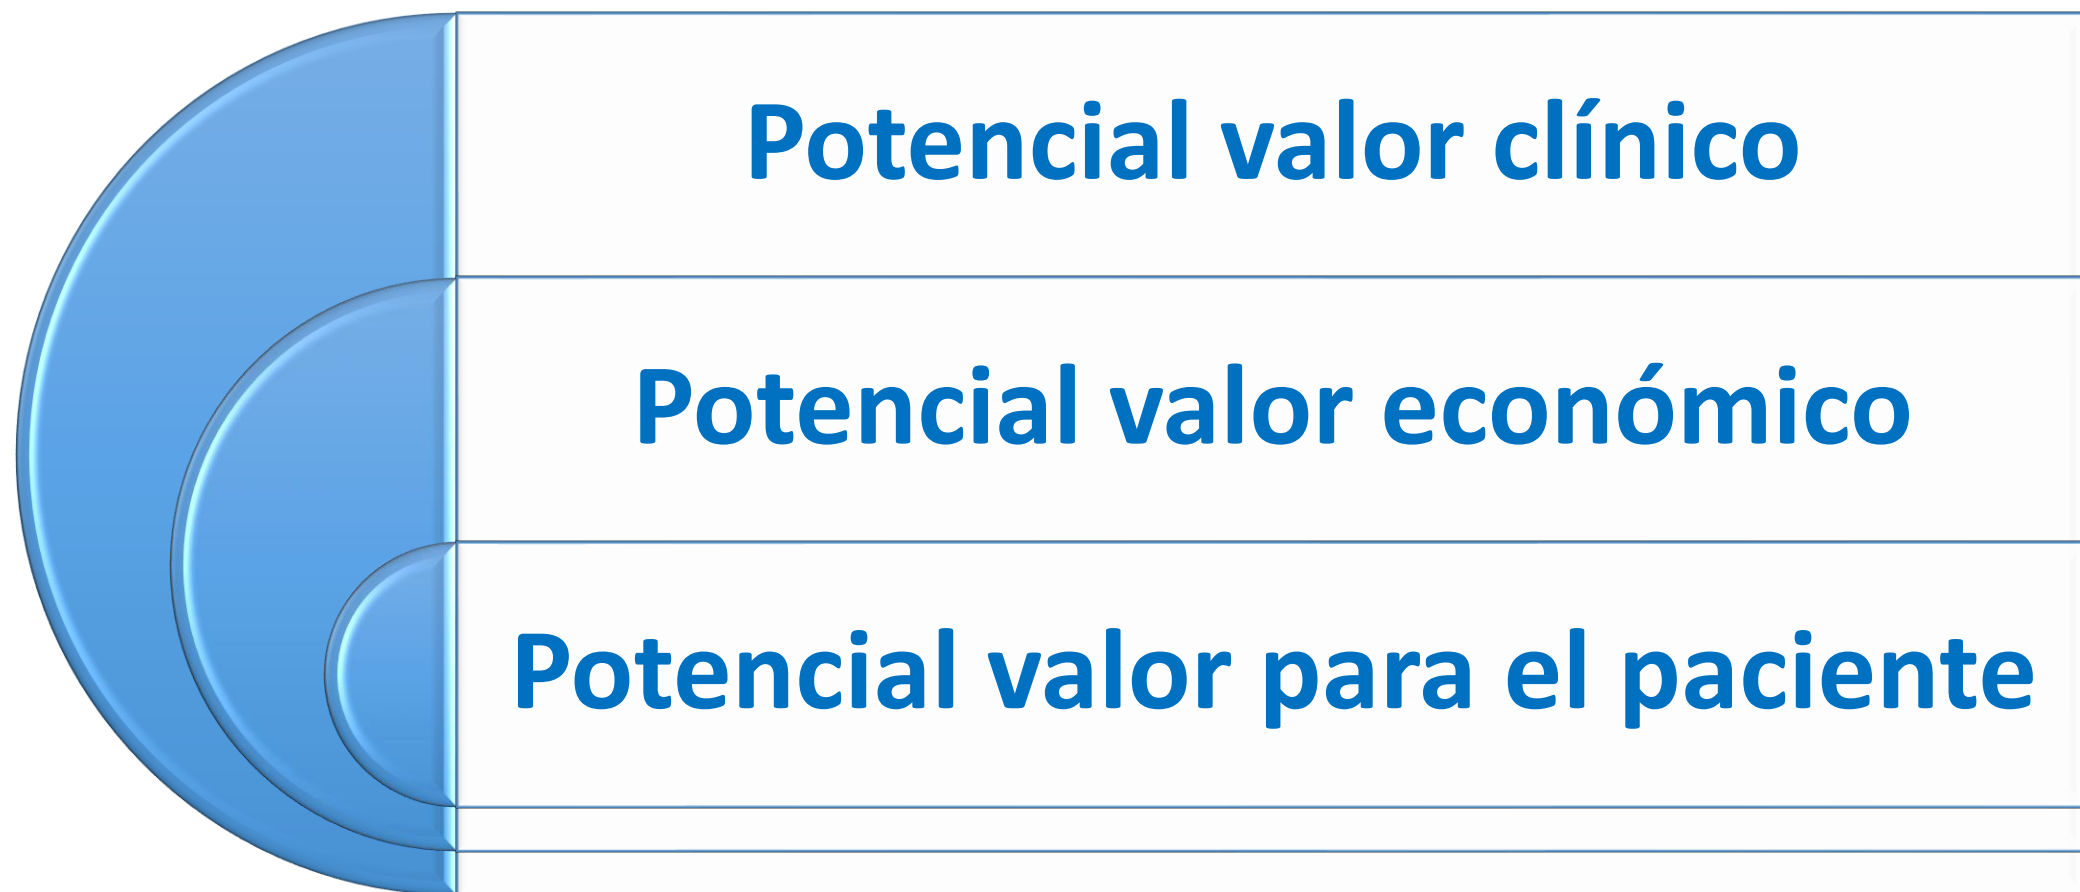 Potencial valor clínico
Potencial valor económico
Potencial valor para el paciente